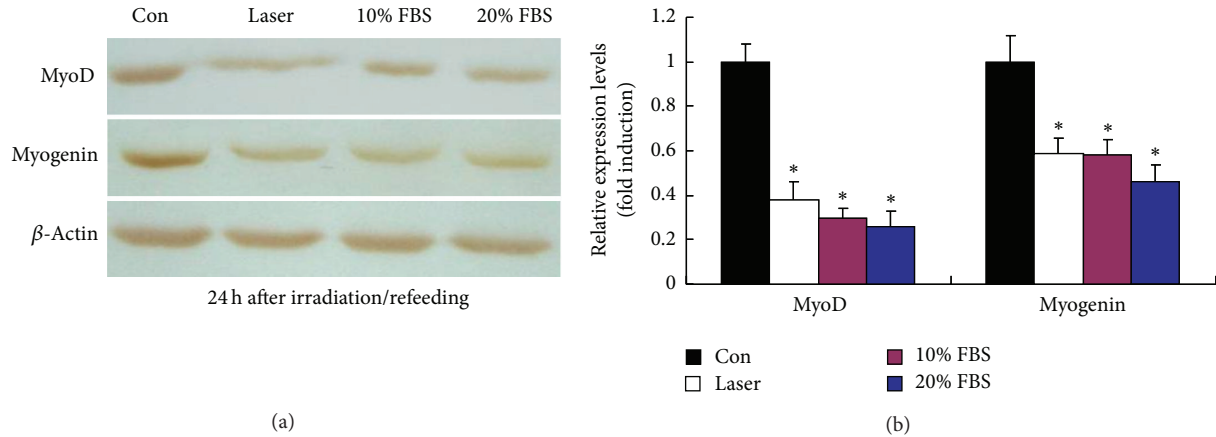 Con Laser 10% FBS 20% FBS
MyoD
Myogenin
β-Actin
24 h after irradiation/refeeding
(a)
Relative expression levels
(fold induction)
1.2
1
0.8
0.6
0.4
0.2
0
* * *
* * *
MyoD Myogenin
Con 10% FBS
Laser 20% FBS
(b)